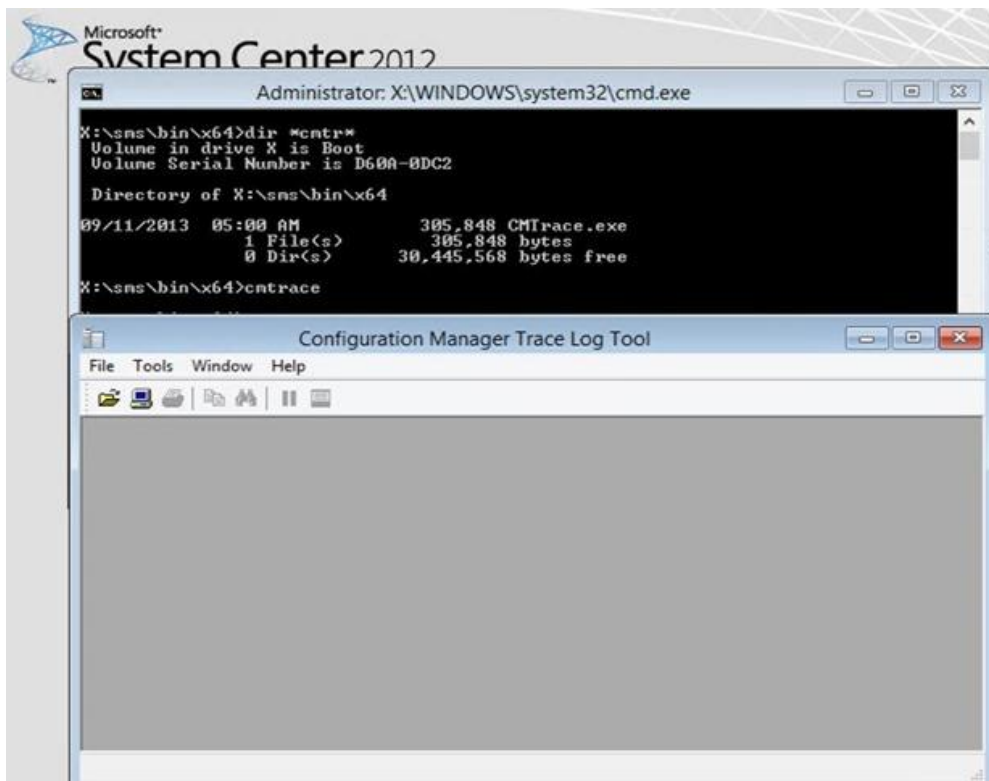 Microsoft®
System Center 2012
™
Administrator: X:\WINDOWS\system32\cmd.exe
X:\sms\bin\x64>dir *cmtr*
Volume in drive X is Boot
Volume Serial Number is D60A-0DC2
Directory of X:\sms\bin\x64
09/11/2013 05:00 AM 305,848 CMTrace.exe
1 File(s) 305,848 bytes
0 Dir(s) 30,445,568 bytes free
X:\sms\bin\x64>cmtrace
Configuration Manager Trace Log Tool
File Tools Window Help